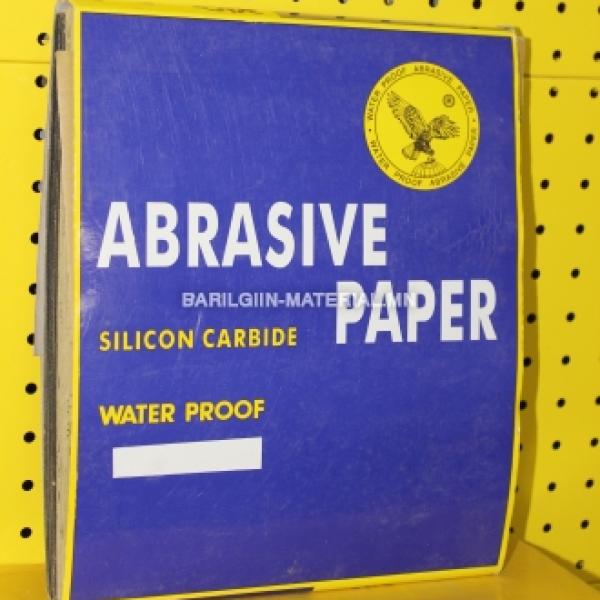 WATER PROOF ABRASIVE PAPER
WATER PROOF ABRASIVE PAPER
ABRASIVE
PAPER
BARILGIIN-MATERIAL.MN
SILICON CARBIDE
WATER PROOF